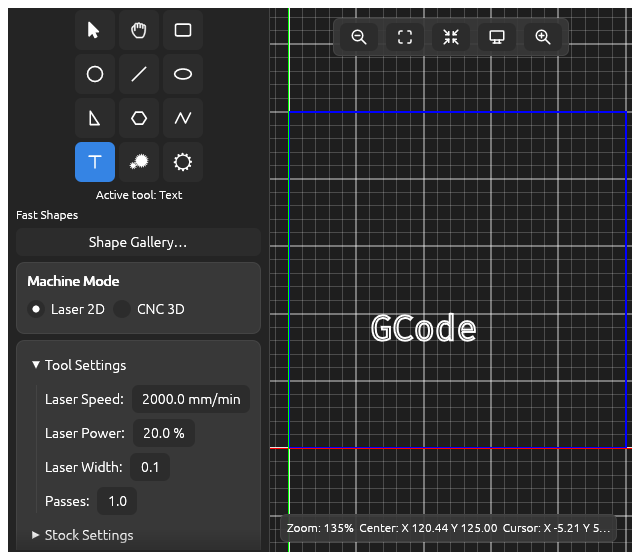 T
Active tool: Text
Fast Shapes
Shape Gallery...
Machine Mode
Laser 2D CNC 3D
Tool Settings
Laser Speed: 2000.0 mm/min
Laser Power: 20.0 %
Laser Width: 0.1
Passes: 1.0
Stock Settings
GCode
Zoom: 135% Center: X 120.44 Y 125.00 Cursor: X -5.21 Y 5...